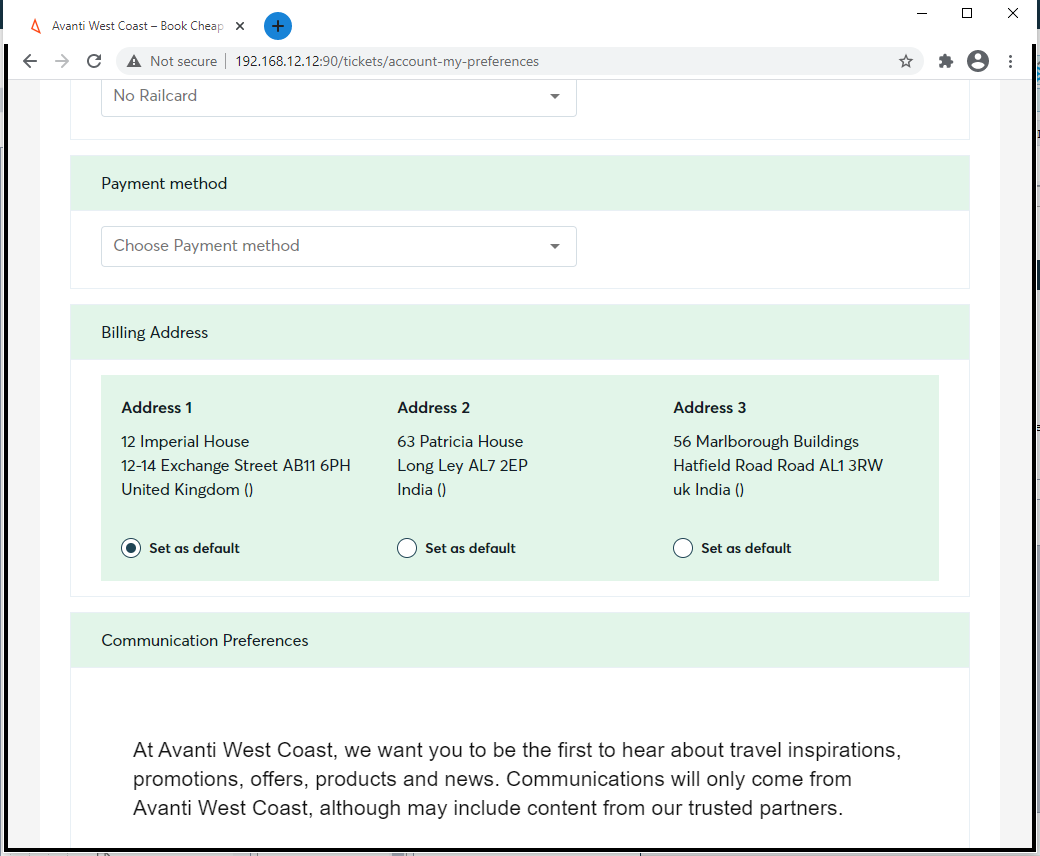 Avanti West Coast – Book Cheap
Not secure
192.168.12.12:90/tickets/account-my-preferences
No Railcard
Payment method
Choose Payment method
Billing Address
Address 1
12 Imperial House
12-14 Exchange Street AB11 6PH
United Kingdom ()
Set as default
Address 2
63 Patricia House
Long Ley AL7 2EP
India ()
Set as default
Address 3
56 Marlborough Buildings
Hatfield Road Road AL1 3RW
uk India ()
Set as default
Communication Preferences
At Avanti West Coast, we want you to be the first to hear about travel inspirations,
promotions, offers, products and news. Communications will only come from
Avanti West Coast, although may include content from our trusted partners.